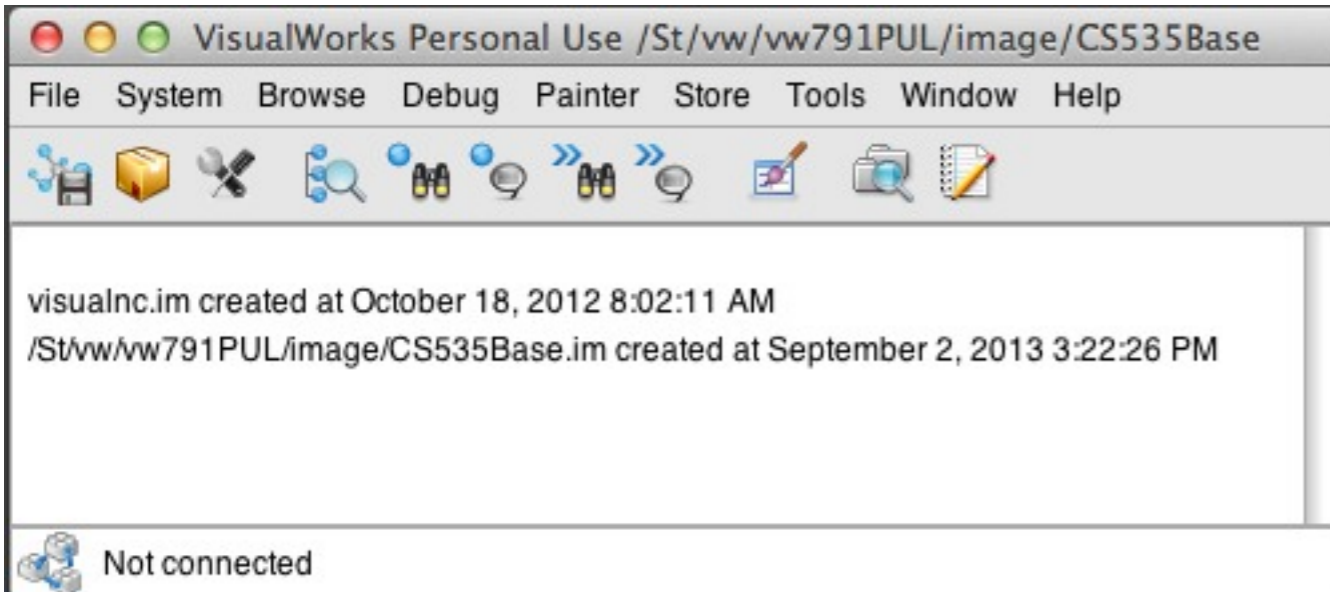 VisualWorks Personal Use /St/vw/vw791PUL/image/CS535Base
File System Browse Debug Painter Store Tools Window Help
visualnc.im created at October 18, 2012 8:02:11 AM
/St/vw/vw791PUL/image/CS535Base.im created at September 2, 2013 3:22:26 PM
Not connected